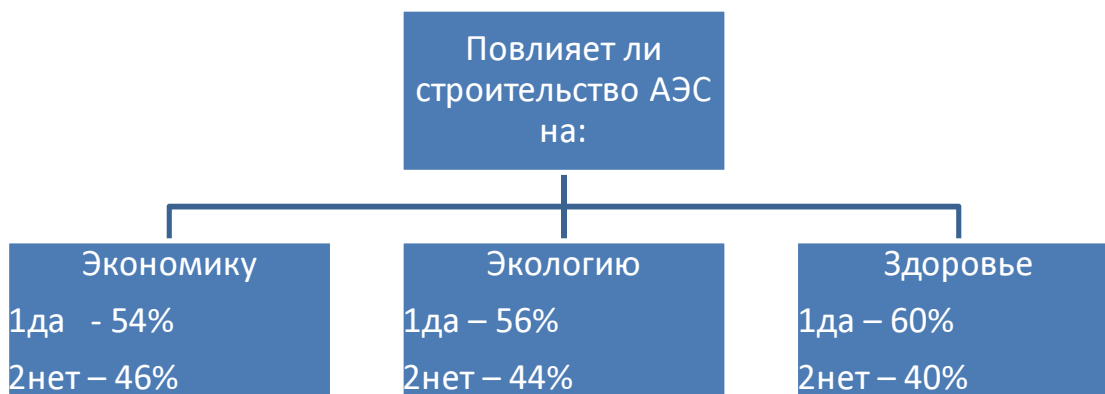 Повлияет ли
строительство АЭС
на:
Экономику
1да - 54%
2нет – 46%
Экологию
1да – 56%
2нет – 44%
Здоровье
1да – 60%
2нет – 40%